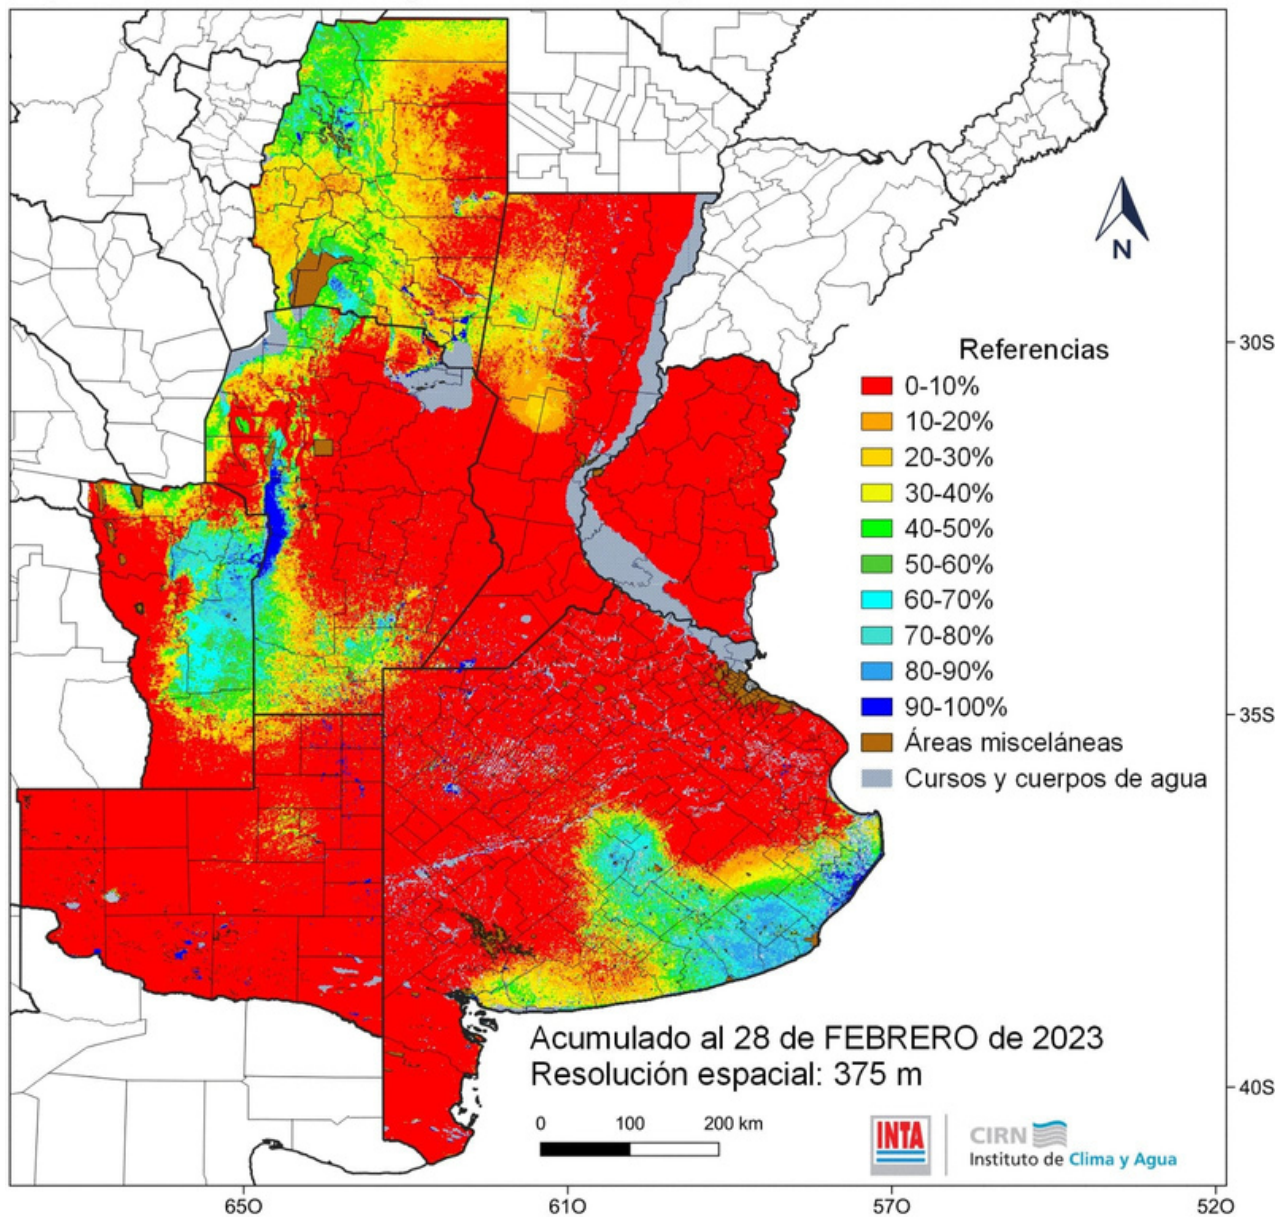 N
30S
Referencias
0-10%
10-20%
20-30%
30-40%
40-50%
50-60%
60-70%
70-80%
80-90%
90-100%
Áreas misceláneas
Cursos y cuerpos de agua
35S
Acumulado al 28 de FEBRERO de 2023
Resolución espacial: 375 m
40S
0 100 200 km
INTA
CIRN
Instituto de Clima y Agua
65O 61O 57O 52O